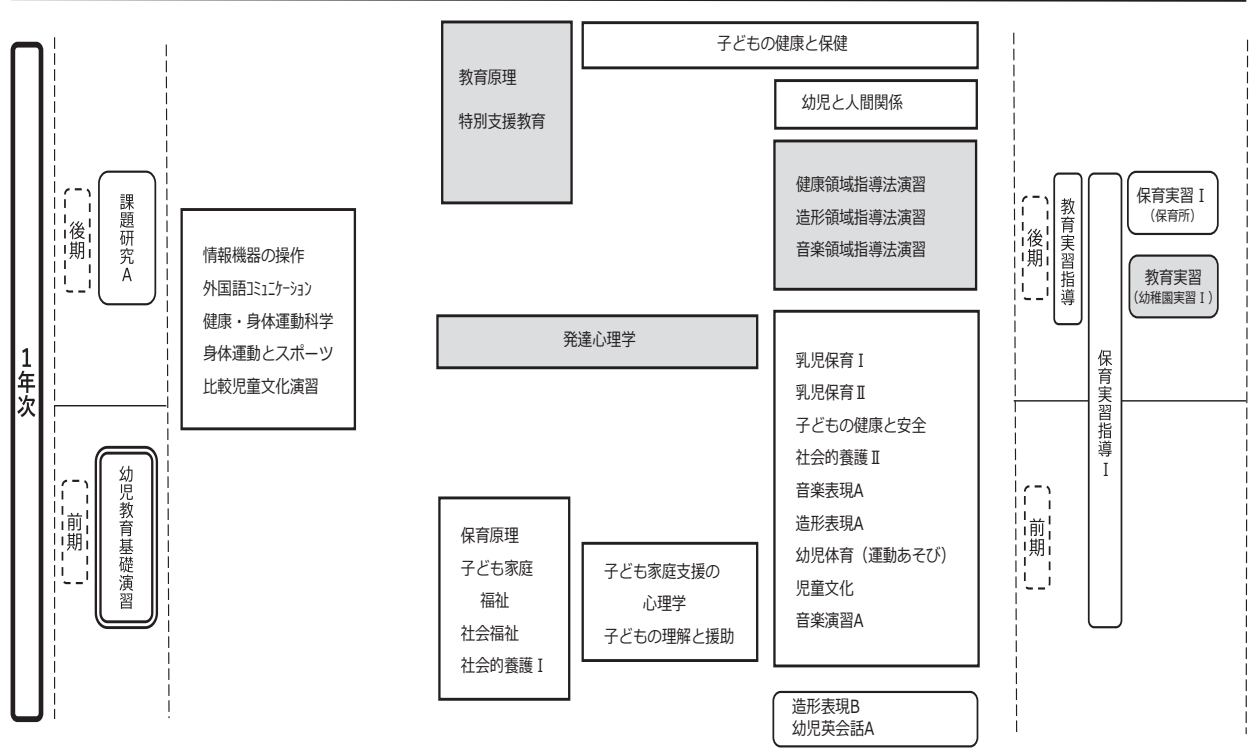 1年次
後期
課題研究A
前期
幼児教育基礎演習
情報機器の操作
外国語ｺﾐｭﾆｹｰｼｮﾝ
健康・身体運動科学
身体運動とスポーツ
比較児童文化演習
教育原理
特別支援教育
子どもの健康と保健
幼児と人間関係
健康領域指導法演習
造形領域指導法演習
音楽領域指導法演習
発達心理学
保育原理
子ども家庭
福祉
社会福祉
社会的養護Ⅰ
子ども家庭支援の
心理学
子どもの理解と援助
乳児保育Ⅰ
乳児保育Ⅱ
子どもの健康と安全
社会的養護Ⅱ
音楽表現A
造形表現A
幼児体育（運動あそび）
児童文化
音楽演習A
造形表現B
幼児英会話A
後期
教育実習指導
保育実習指導Ⅰ
保育実習Ⅰ
（保育所）
教育実習
（幼稚園実習Ⅰ）
前期